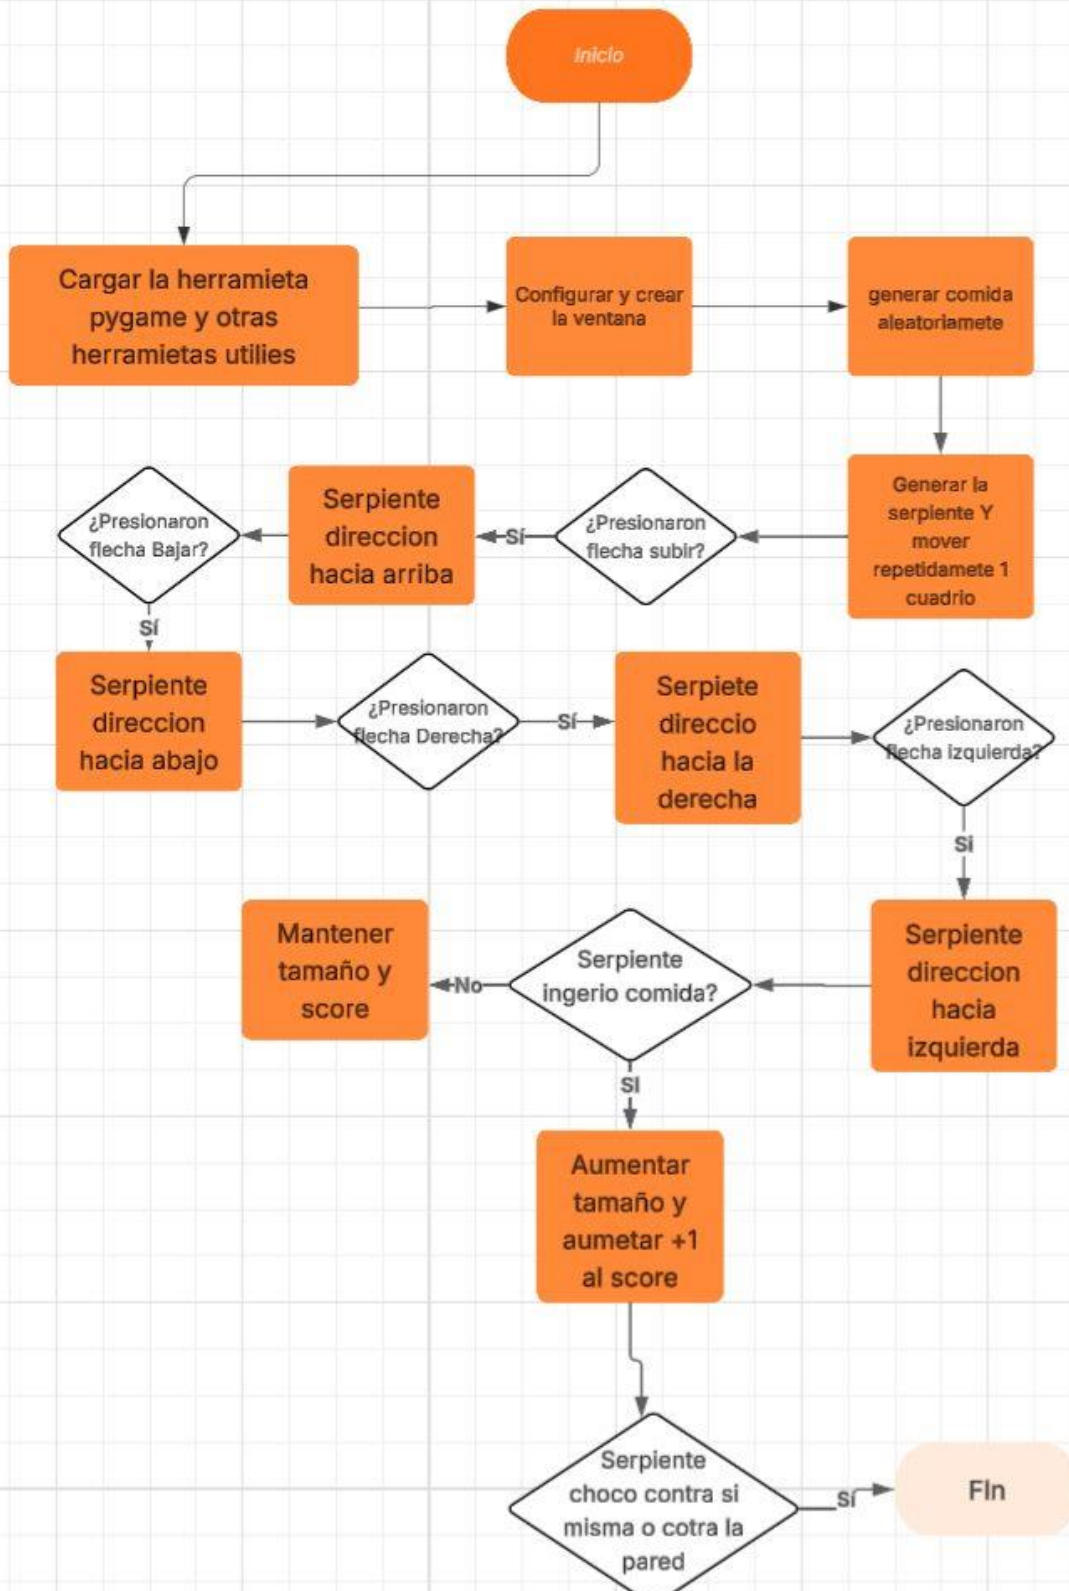 Inicio
Cargar la herramieta
pygame y otras
herramietas utilies
Configurar y crear
la ventana
generar comida
aleatoriamete
Generar la
serpiente Y
mover
repetidamete 1
cuadrio
¿Presionaron
flecha subir?
Sí
Serpiente
direccion
hacia arriba
¿Presionaron
flecha Bajar?
Sí
Serpiente
direccion
hacia abajo
¿Presionaron
flecha Derecha?
Sí
Serpiete
direccio
hacia la
derecha
¿Presionaron
flecha izquierda?
Si
Serpiente
direccion
hacia
izquierda
Serpiente
ingerio comida?
No
Mantener
tamaño y
score
SI
Aumentar
tamaño y
aumetar +1
al score
Serpiente
choco contra si
misma o cotra la
pared
Sí
FIn